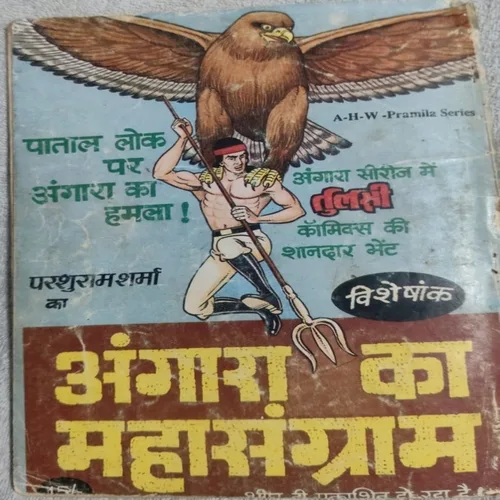 A-H-W-Pramila Series
पाताल लोक
पर
अंगारा का
हमला!
अंगारा सीरीज में
तुलसी
कॉमिक्स की
शानदार भेंट
परशुराम शर्मा
का
विशेषांक
अंगारा का
महासंग्राम